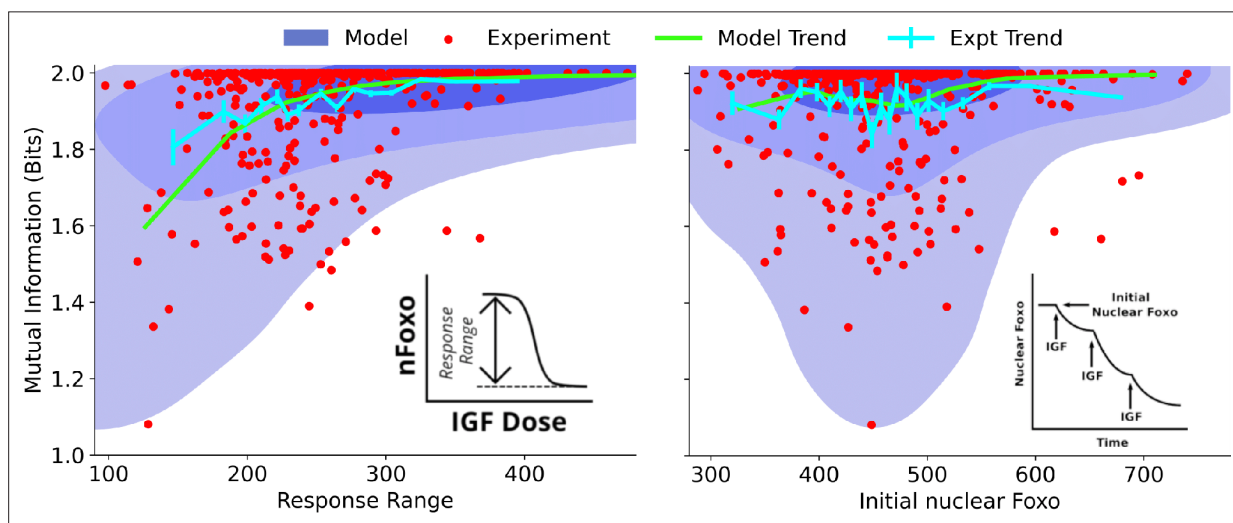 Model Experiment Model Trend Expt Trend
Mutual Information (Bits)
2.0
1.8
1.6
1.4
1.2
1.0
nFoxo
Response
Range
IGF Dose
100 200 300 400
Response Range
Initial
Nuclear Foxo
Nuclear Foxo
IGF
IGF
IGF
Time
300 400 500 600 700
Initial nuclear Foxo